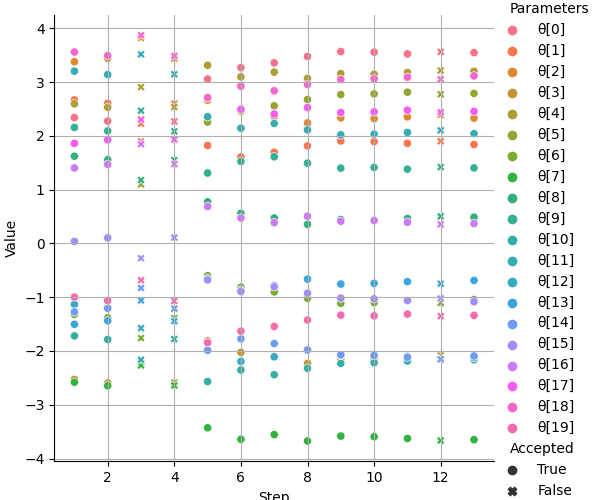 Parameters
θ[0]
θ[1]
θ[2]
θ[3]
θ[4]
θ[5]
θ[6]
θ[7]
θ[8]
θ[9]
θ[10]
θ[11]
θ[12]
θ[13]
θ[14]
θ[15]
θ[16]
θ[17]
θ[18]
θ[19]
Accepted
True
False
Value
4
3
2
1
0
−1
−2
−3
−4
2 4 6 8 10 12
Step